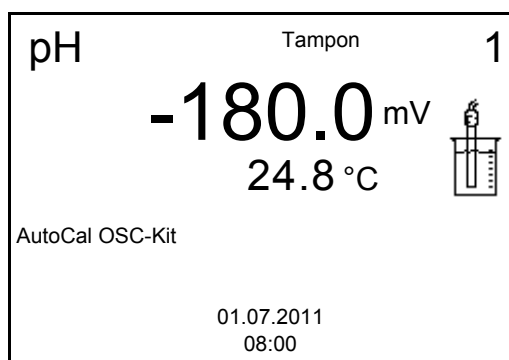 pH Tampon 1
-180.0 mV
24.8 °C
AutoCal OSC-Kit
01.07.2011
08:00